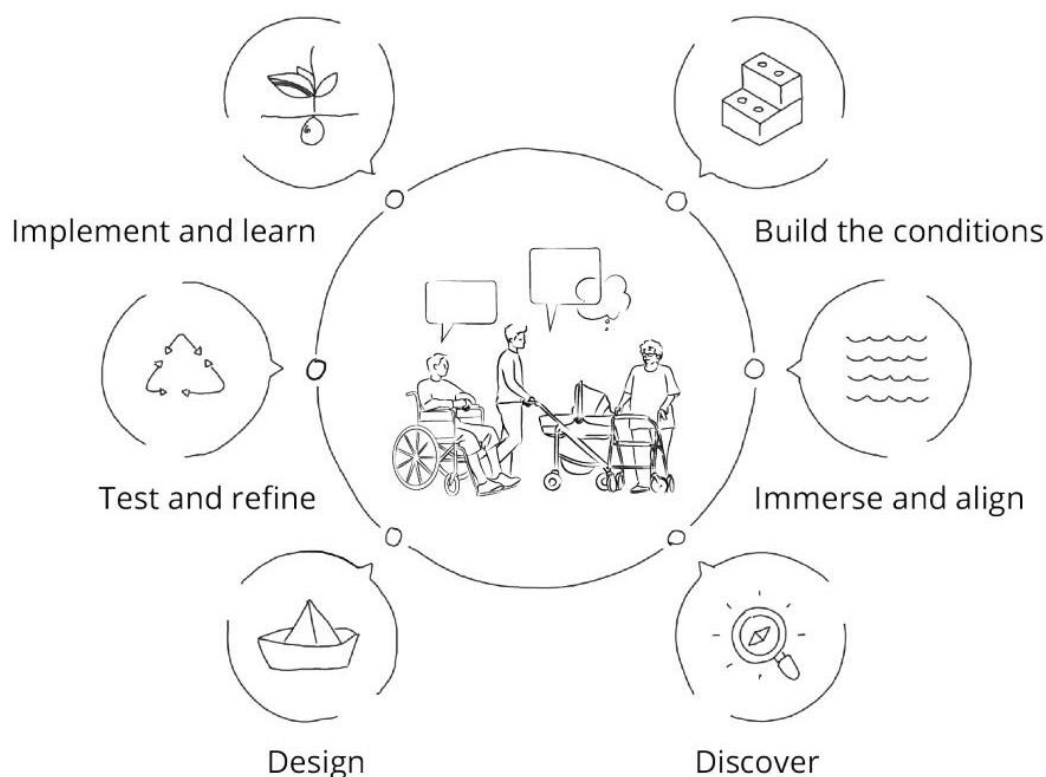 Implement and learn
Build the conditions
Test and refine
Immerse and align
Design
Discover